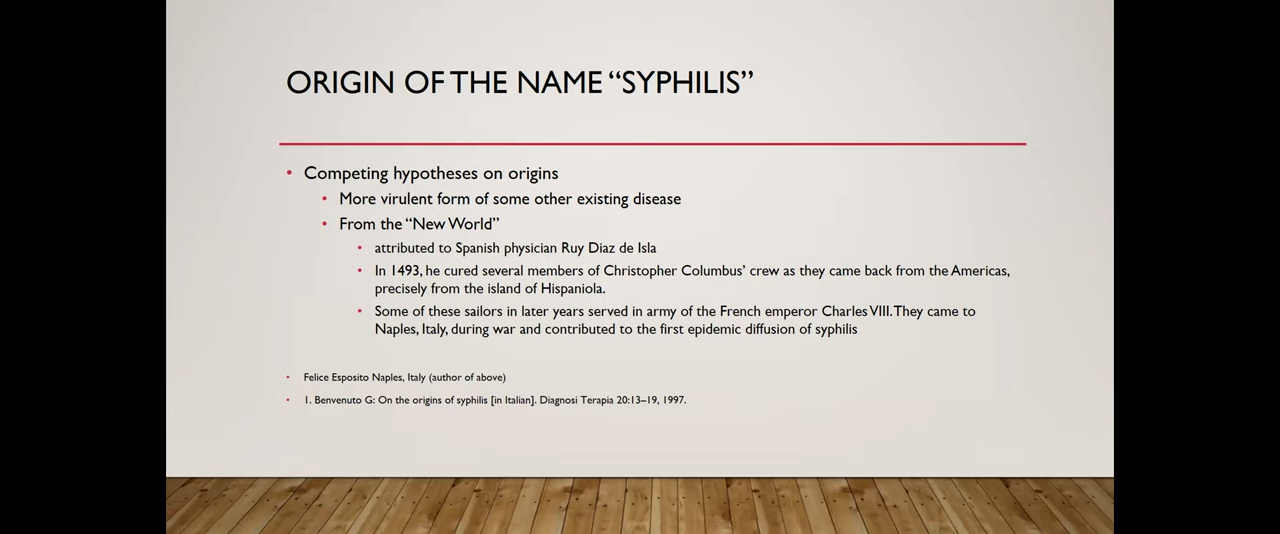 ORIGIN OF THE NAME “SYPHILIS”
• Competing hypotheses on origins
• More virulent form of some other existing disease
• From the “New World”
• attributed to Spanish physician Ruy Diaz de Isla
• In 1493, he cured several members of Christopher Columbus’ crew as they came back from the Americas,
precisely from the island of Hispaniola.
• Some of these sailors in later years served in army of the French emperor Charles VIII. They came to
Naples, Italy, during war and contributed to the first epidemic diffusion of syphilis
• Felice Esposito Naples, Italy (author of above)
• 1. Benvenuto G: On the origins of syphilis [in Italian]. Diagnosi Terapia 20:13–19, 1997.